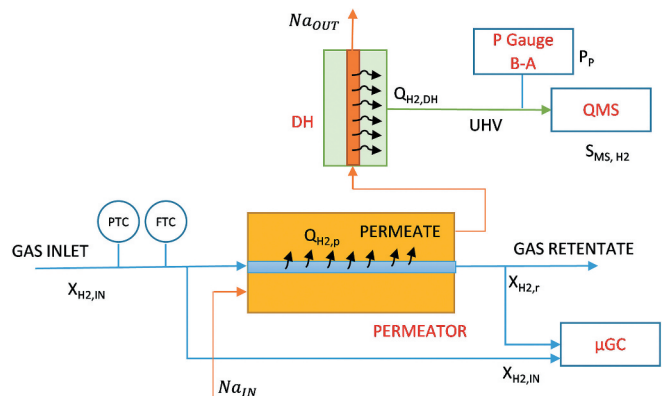 Na_OUT
P Gauge
B-A
P_P
Q_H2,DH
QMS
DH
UHV
S_MS, H2
PTC
FTC
Q_H2,p
PERMEATE
GAS INLET
GAS RETENTATE
X_H2,IN
X_H2,r
PERMEATOR
µGC
X_H2,IN
Na_IN